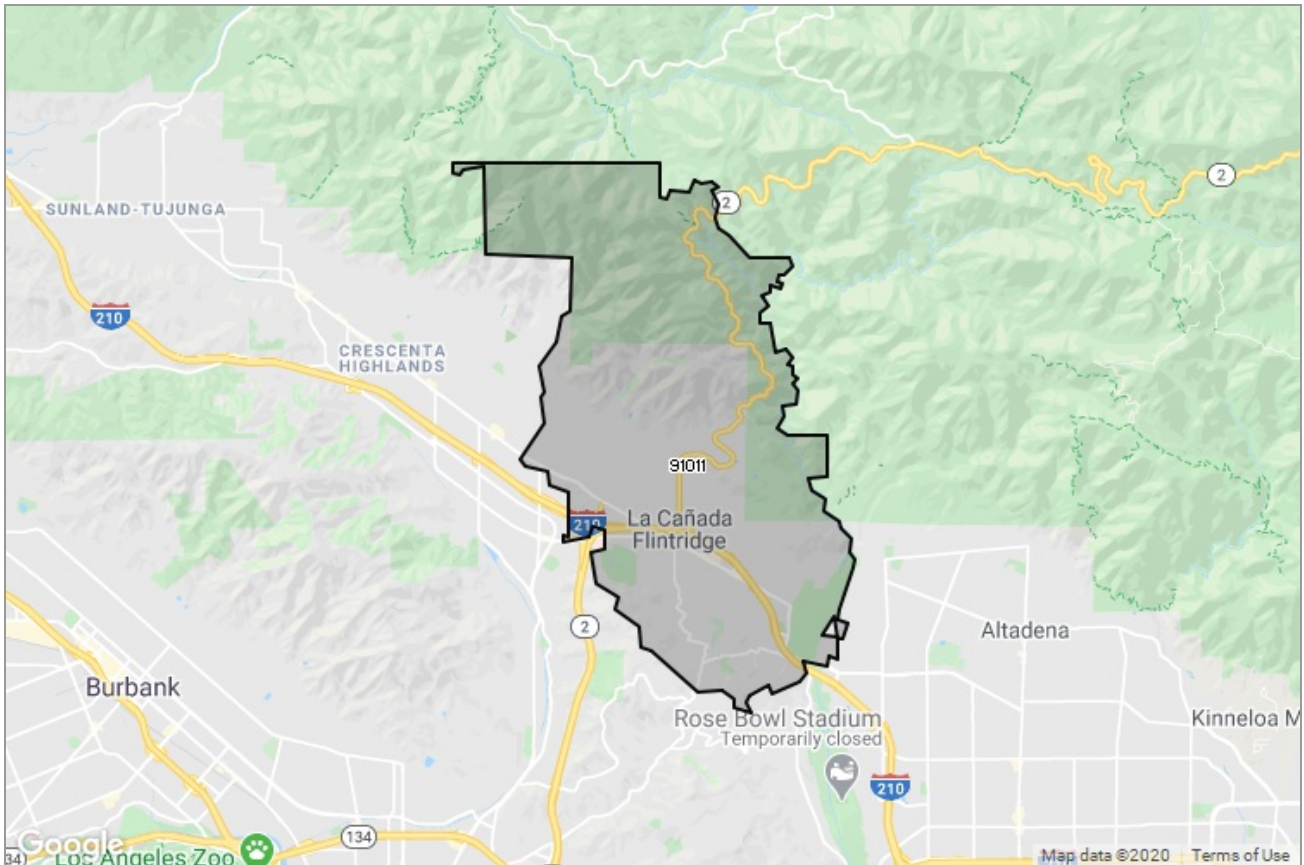 2
2
SUNLAND-TUJUNGA
210
CRESCENTA
HIGHLANDS
91011
La Cañada
Flintridge
210
2
Altadena
Burbank
Rose Bowl Stadium
Temporarily closed
Kinneloa M
210
134
34)
Google
Los Angeles Zoo
Map data ©2020
Terms of Use